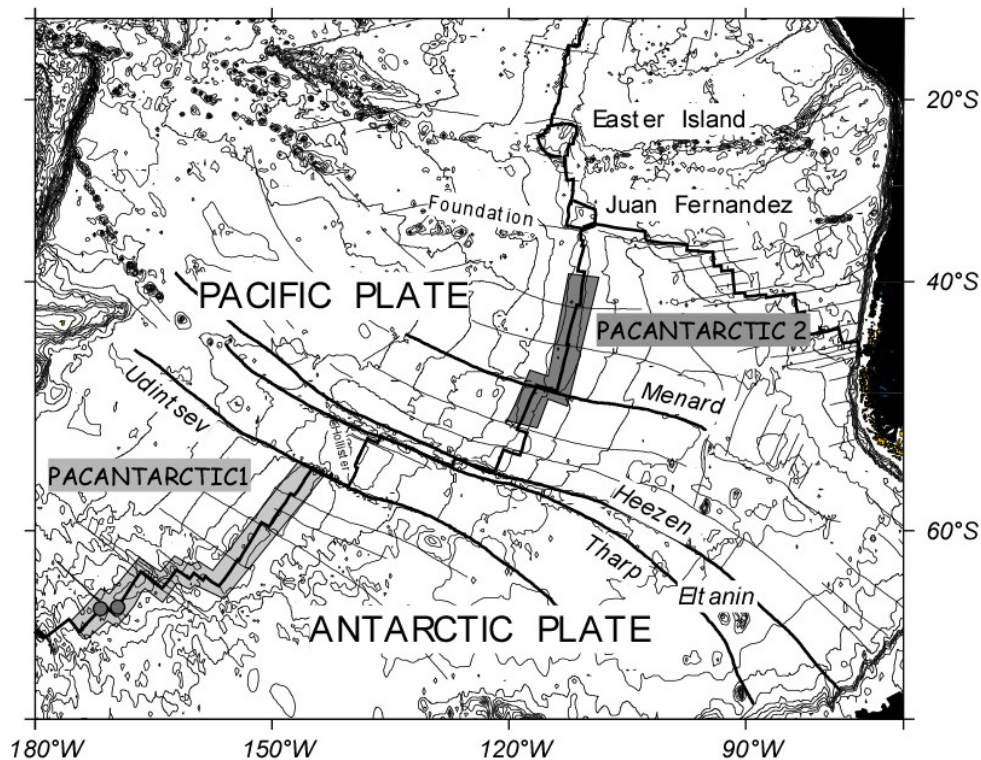 20°S
Easter Island
Foundation
Juan Fernandez
PACIFIC PLATE
40°S
PACANTARCTIC 2
Udintsev
Menard
Hollister
PACANTARCTIC1
Heezen
60°S
Tharp
Eltanin
ANTARCTIC PLATE
180°W 150°W 120°W 90°W